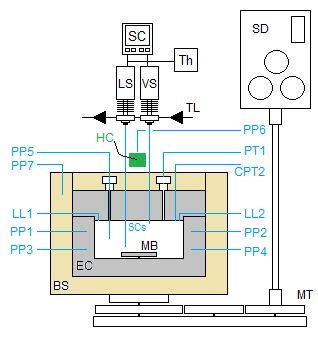 SC
SD
Th
LS
VS
TL
HC
PP6
PP5
PT1
PP7
CPT2
LL1
LL2
SCs
PP1
PP2
MB
PP3
PP4
EC
BS
MT